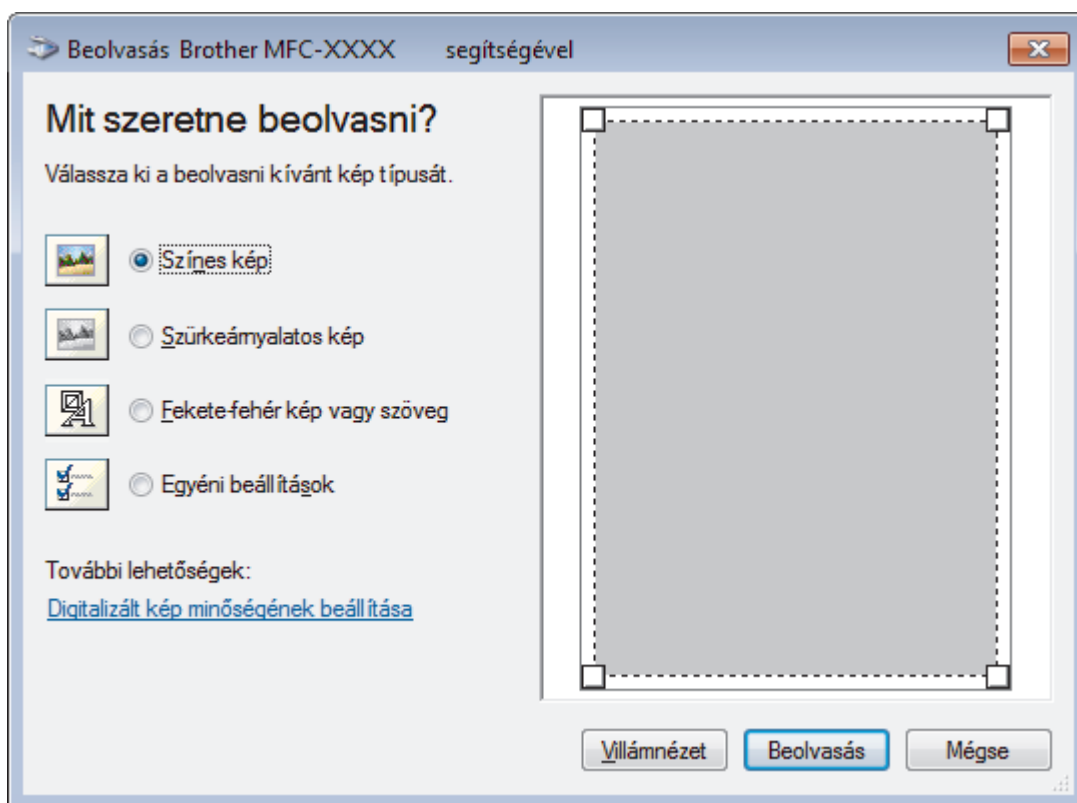 Beolvasás Brother MFC-XXXX segítségével
Mit szeretne beolvasni?
Válassza ki a beolvasni kívánt kép típusát.
Színes kép
Szürkeárnyalatos kép
Fekete-fehér kép vagy szöveg
Egyéni beállítások
További lehetőségek:
Digitalizált kép minőségének beállítása
Villámnézet Beolvasás Mégse